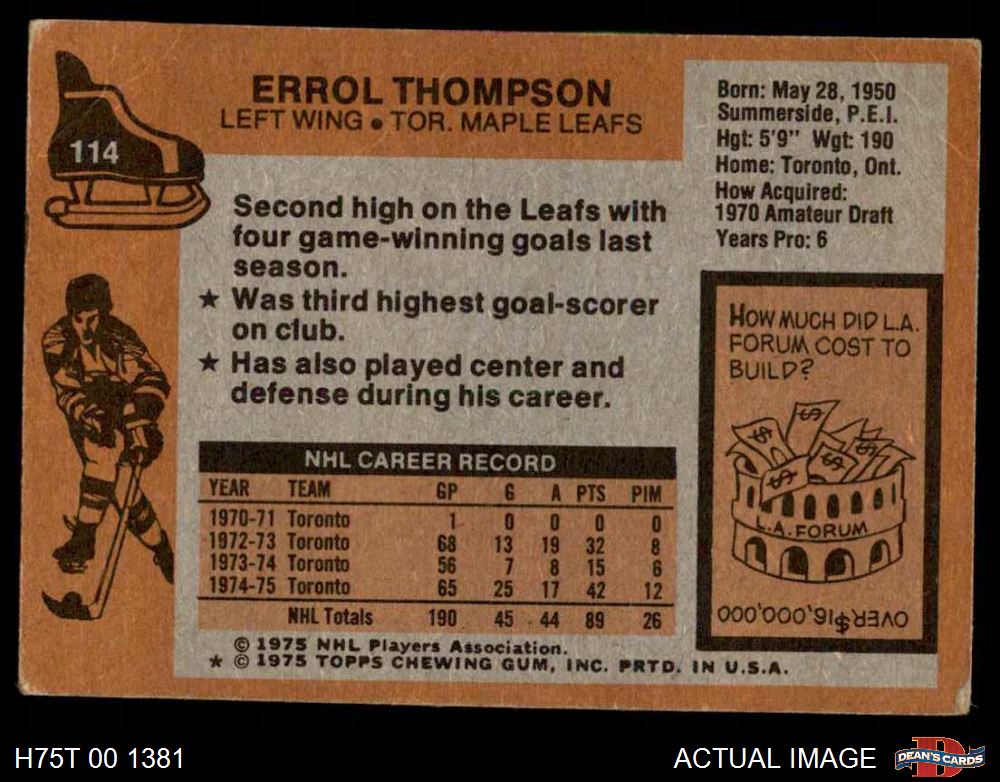 114
ERROL THOMPSON
LEFT WING • TOR. MAPLE LEAFS
Born: May 28, 1950
Summerside, P.E.I.
Hgt: 5'9" Wgt: 190
Home: Toronto, Ont.
How Acquired:
1970 Amateur Draft
Years Pro: 6
Second high on the Leafs with
four game-winning goals last
season.
★ Was third highest goal-scorer
on club.
★ Has also played center and
defense during his career.
NHL CAREER RECORD
YEAR TEAM GP G A PTS PIM
1970-71 Toronto 1 0 0 0 0
1972-73 Toronto 68 13 19 32 8
1973-74 Toronto 56 7 8 15 6
1974-75 Toronto 65 25 17 42 12
NHL Totals 190 45 44 89 26
© 1975 NHL Players Association.
★ © 1975 TOPPS CHEWING GUM, INC. PRTD. IN U.S.A.
HOW MUCH DID L.A.
FORUM COST TO
BUILD?
$ $ $ $ $
L.A. FORUM
OVER $16,000,000
H75T 00 1381
ACTUAL IMAGE
D
DEAN'S CARDS